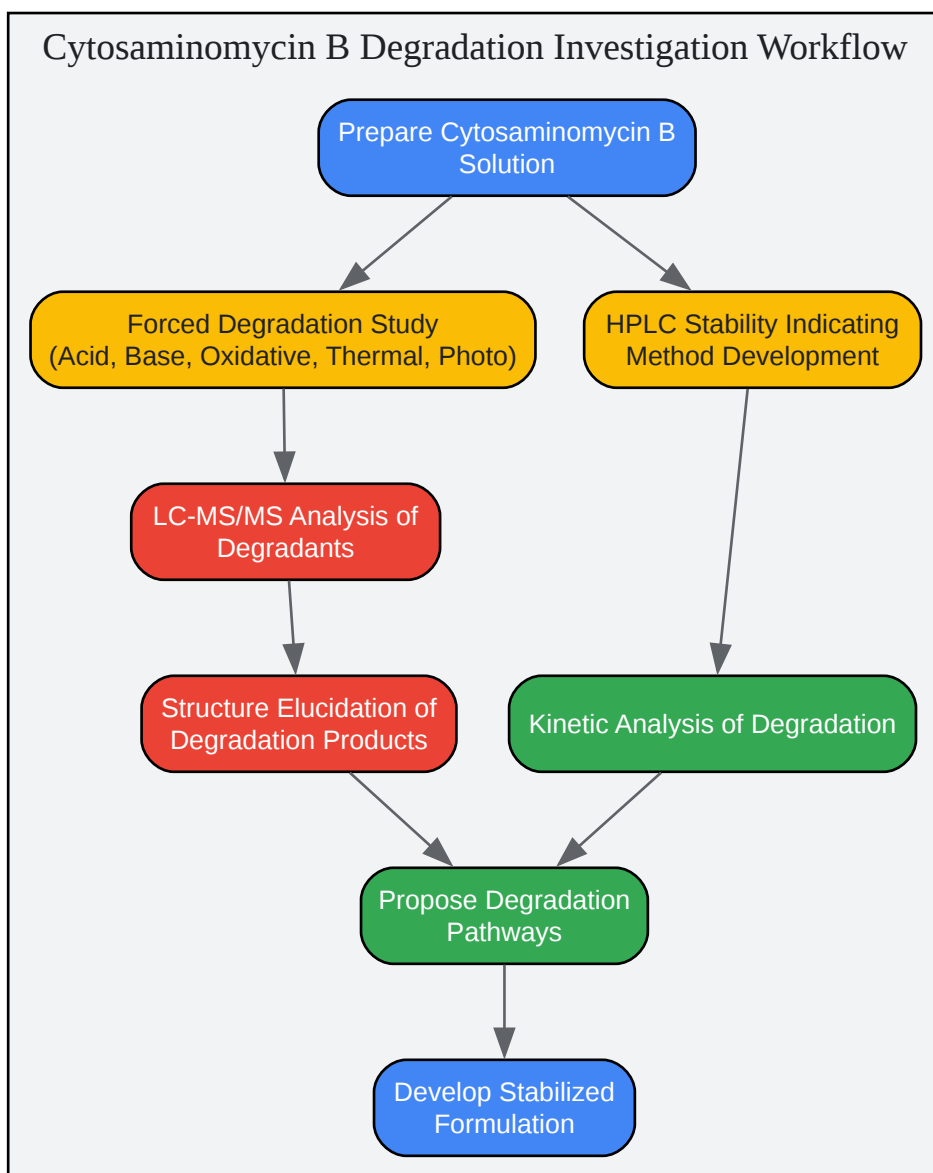 Cytosaminomycin B Degradation Investigation Workflow
Prepare Cytosaminomycin B
Solution
Forced Degradation Study
(Acid, Base, Oxidative, Thermal, Photo)
HPLC Stability Indicating
Method Development
LC-MS/MS Analysis of
Degradants
Structure Elucidation of
Degradation Products
Kinetic Analysis of Degradation
Propose Degradation
Pathways
Develop Stabilized
Formulation